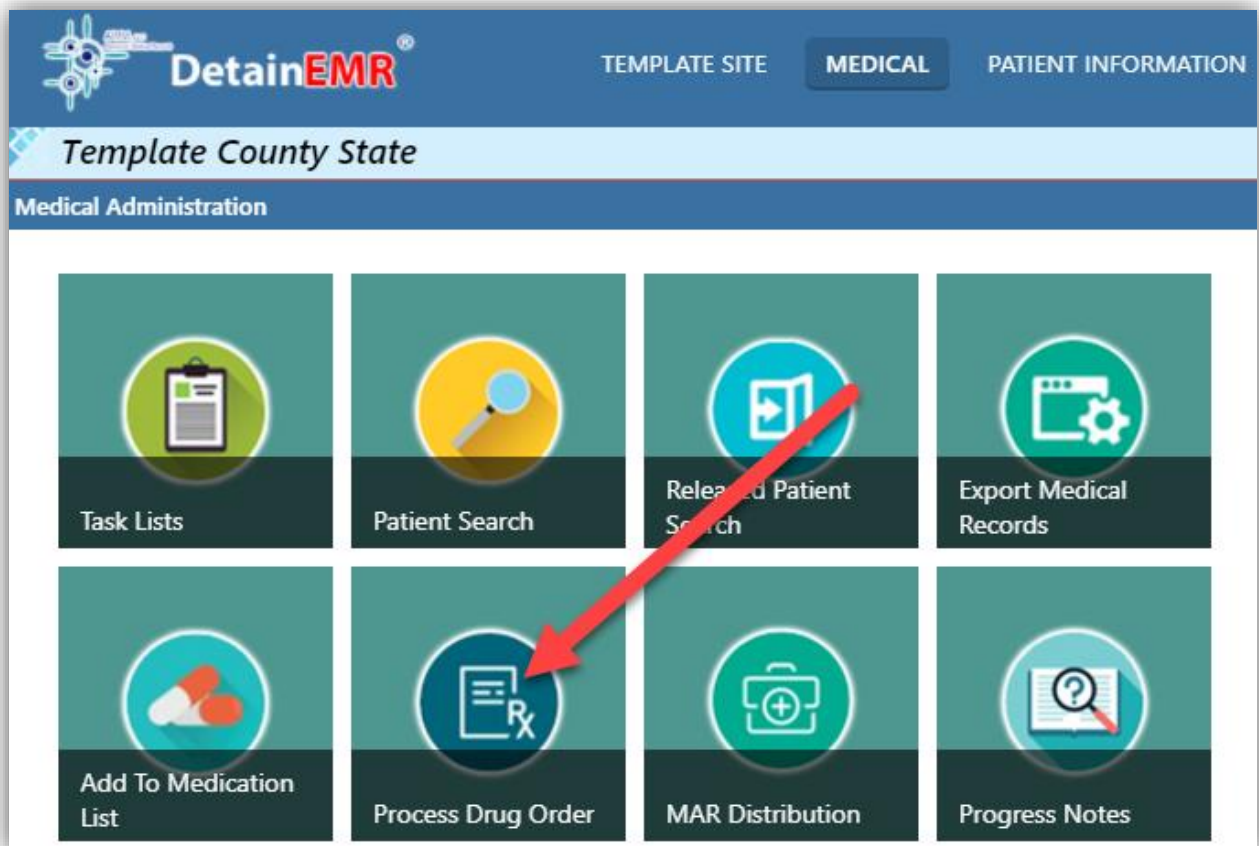 DetainEMR®
TEMPLATE SITE
MEDICAL
PATIENT INFORMATION
Template County State
Medical Administration
Task Lists
Patient Search
Released Patient
Search
Export Medical
Records
Rx
Add To Medication
List
Process Drug Order
MAR Distribution
Progress Notes